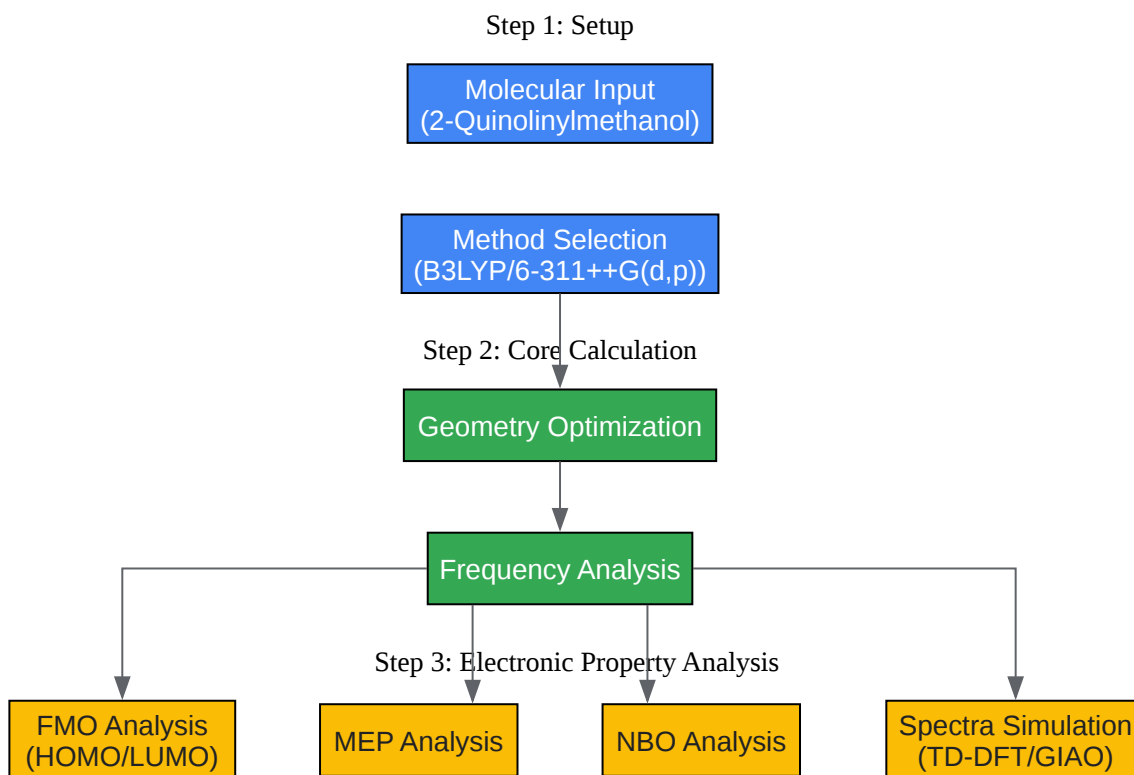 Step 1: Setup
Molecular Input
(2-Quinolinylmethanol)
Method Selection
(B3LYP/6-311++G(d,p))
Step 2: Core Calculation
Geometry Optimization
Frequency Analysis
Step 3: Electronic Property Analysis
FMO Analysis
(HOMO/LUMO)
MEP Analysis
NBO Analysis
Spectra Simulation
(TD-DFT/GIAO)